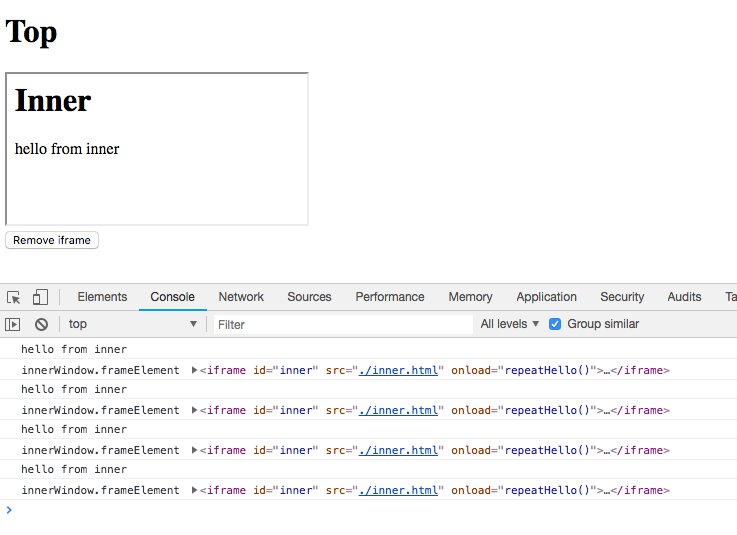 Top
Inner
hello from inner
Remove iframe
Elements Console Network Sources Performance Memory Application Security Audits Ta
top ▼ Filter All levels ▼ Group similar
hello from inner
innerWindow.frameElement ▶<iframe id="inner" src="./inner.html" onload="repeatHello()">…</iframe>
hello from inner
innerWindow.frameElement ▶<iframe id="inner" src="./inner.html" onload="repeatHello()">…</iframe>
hello from inner
innerWindow.frameElement ▶<iframe id="inner" src="./inner.html" onload="repeatHello()">…</iframe>
hello from inner
innerWindow.frameElement ▶<iframe id="inner" src="./inner.html" onload="repeatHello()">…</iframe>
>